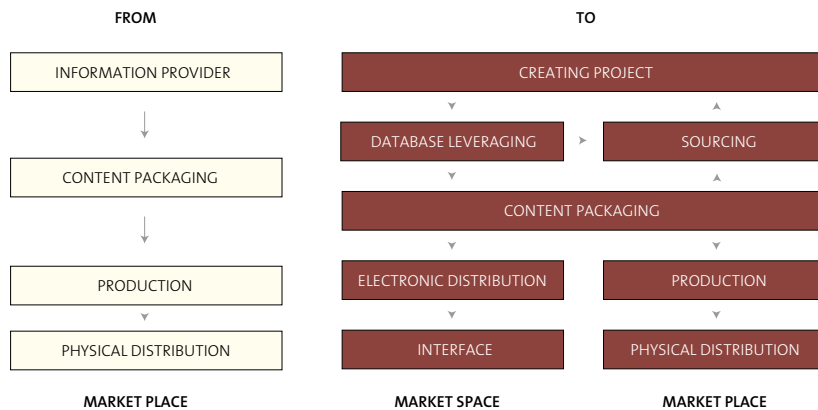 FROM
TO
INFORMATION PROVIDER
CREATING PROJECT
DATABASE LEVERAGING
SOURCING
CONTENT PACKAGING
CONTENT PACKAGING
ELECTRONIC DISTRIBUTION
PRODUCTION
PRODUCTION
PHYSICAL DISTRIBUTION
INTERFACE
PHYSICAL DISTRIBUTION
MARKET PLACE
MARKET SPACE
MARKET PLACE